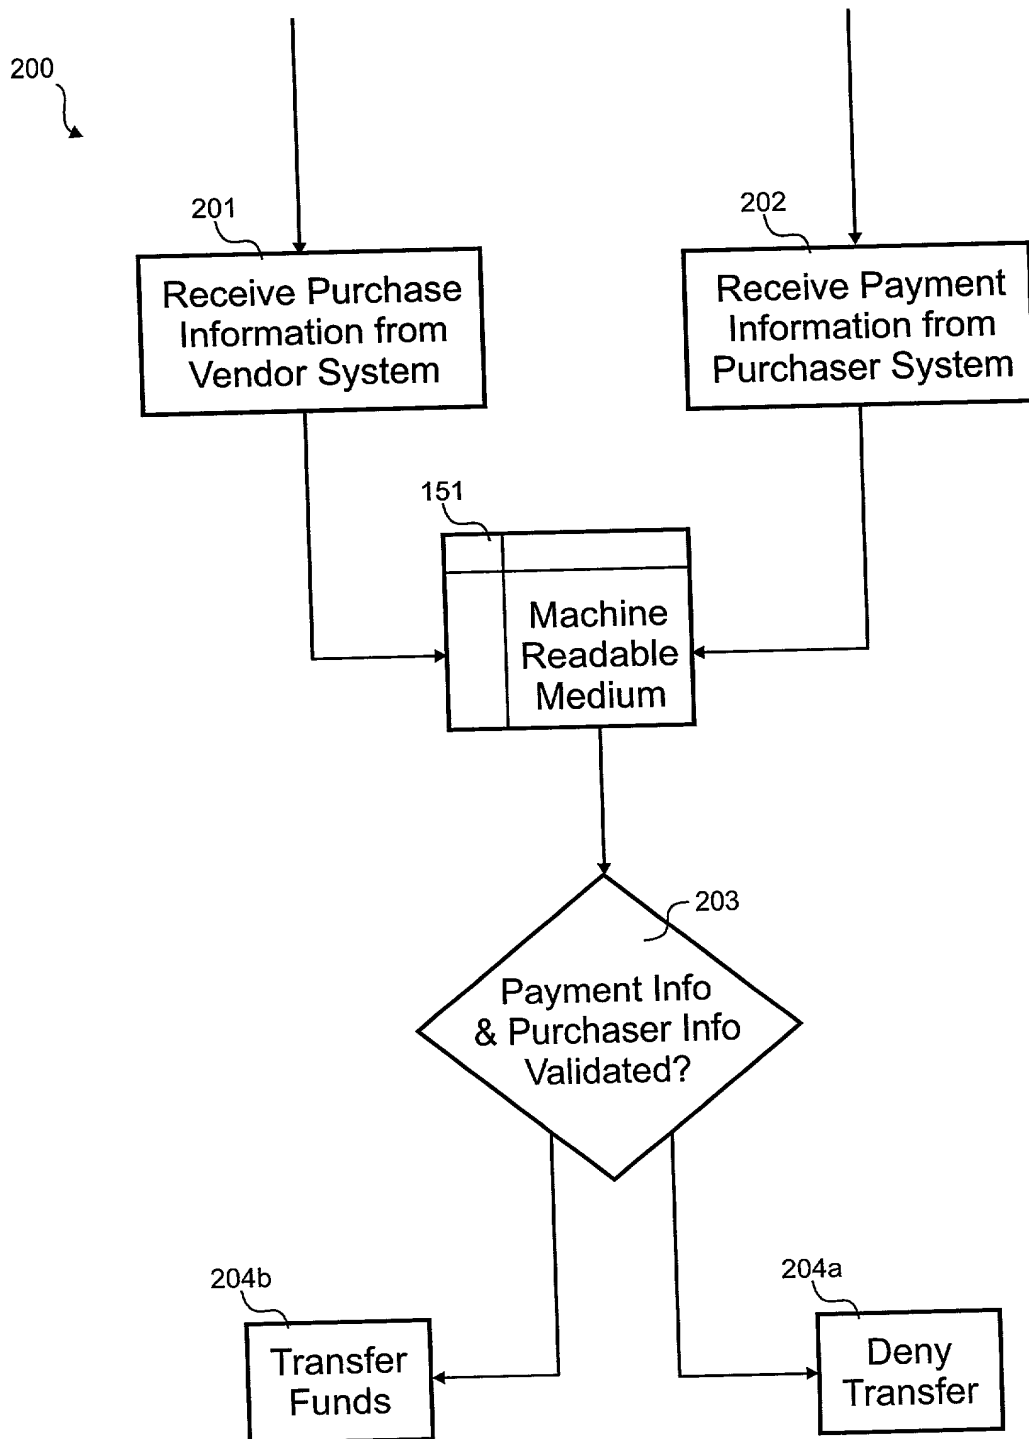 200
201
202
Receive Purchase
Information from
Vendor System
Receive Payment
Information from
Purchaser System
151
Machine
Readable
Medium
203
Payment Info
& Purchaser Info
Validated?
204b
204a
Transfer
Funds
Deny
Transfer